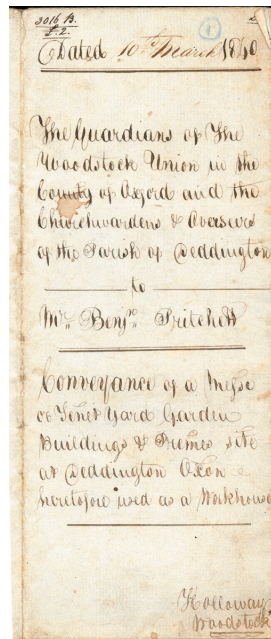 3016 B.
1
Dated 10th March 1840
The Guardians of The
Woodstock Union in the
County of Oxford and the
Churchwardens & Overseers
of the Parish of Deddington
to
Mr. Benjn. Pritchett
Conveyance of a Messe
or Tenet Yard Garden
Buildings & Premes site
at Deddington Oxon
heretofore used as a Workhouse
Holloway
Woodstock